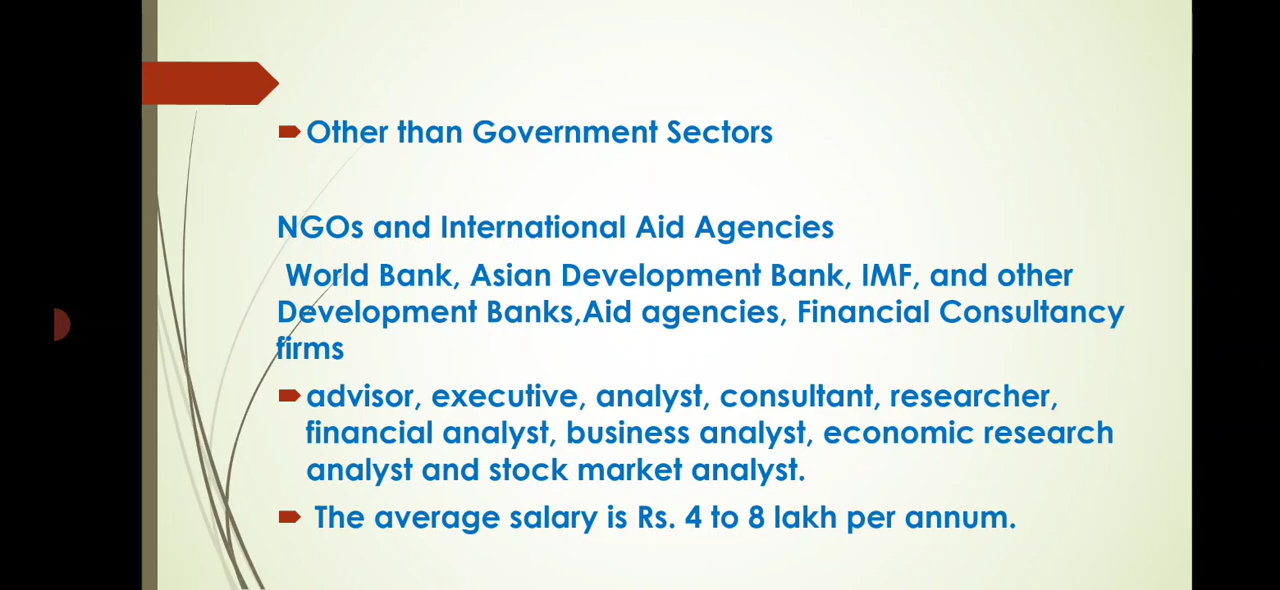 Other than Government Sectors
NGOs and International Aid Agencies
World Bank, Asian Development Bank, IMF, and other
Development Banks,Aid agencies, Financial Consultancy
firms
advisor, executive, analyst, consultant, researcher,
financial analyst, business analyst, economic research
analyst and stock market analyst.
The average salary is Rs. 4 to 8 lakh per annum.